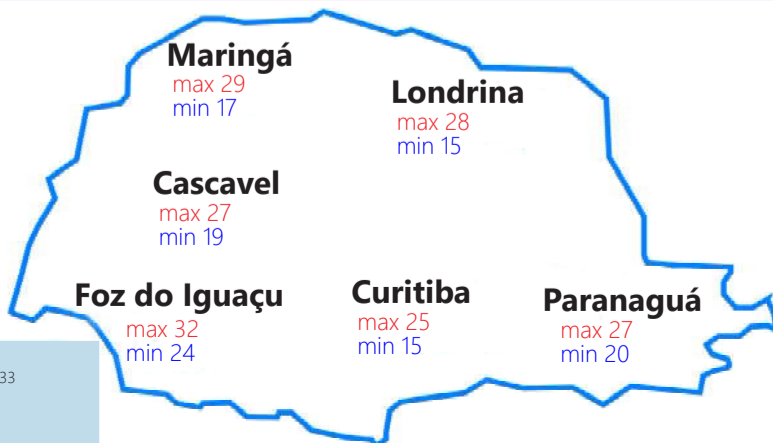 Maringá
max 29
min 17
Londrina
max 28
min 15
Cascavel
max 27
min 19
Foz do Iguaçu
max 32
min 24
Curitiba
max 25
min 15
Paranaguá
max 27
min 20
33